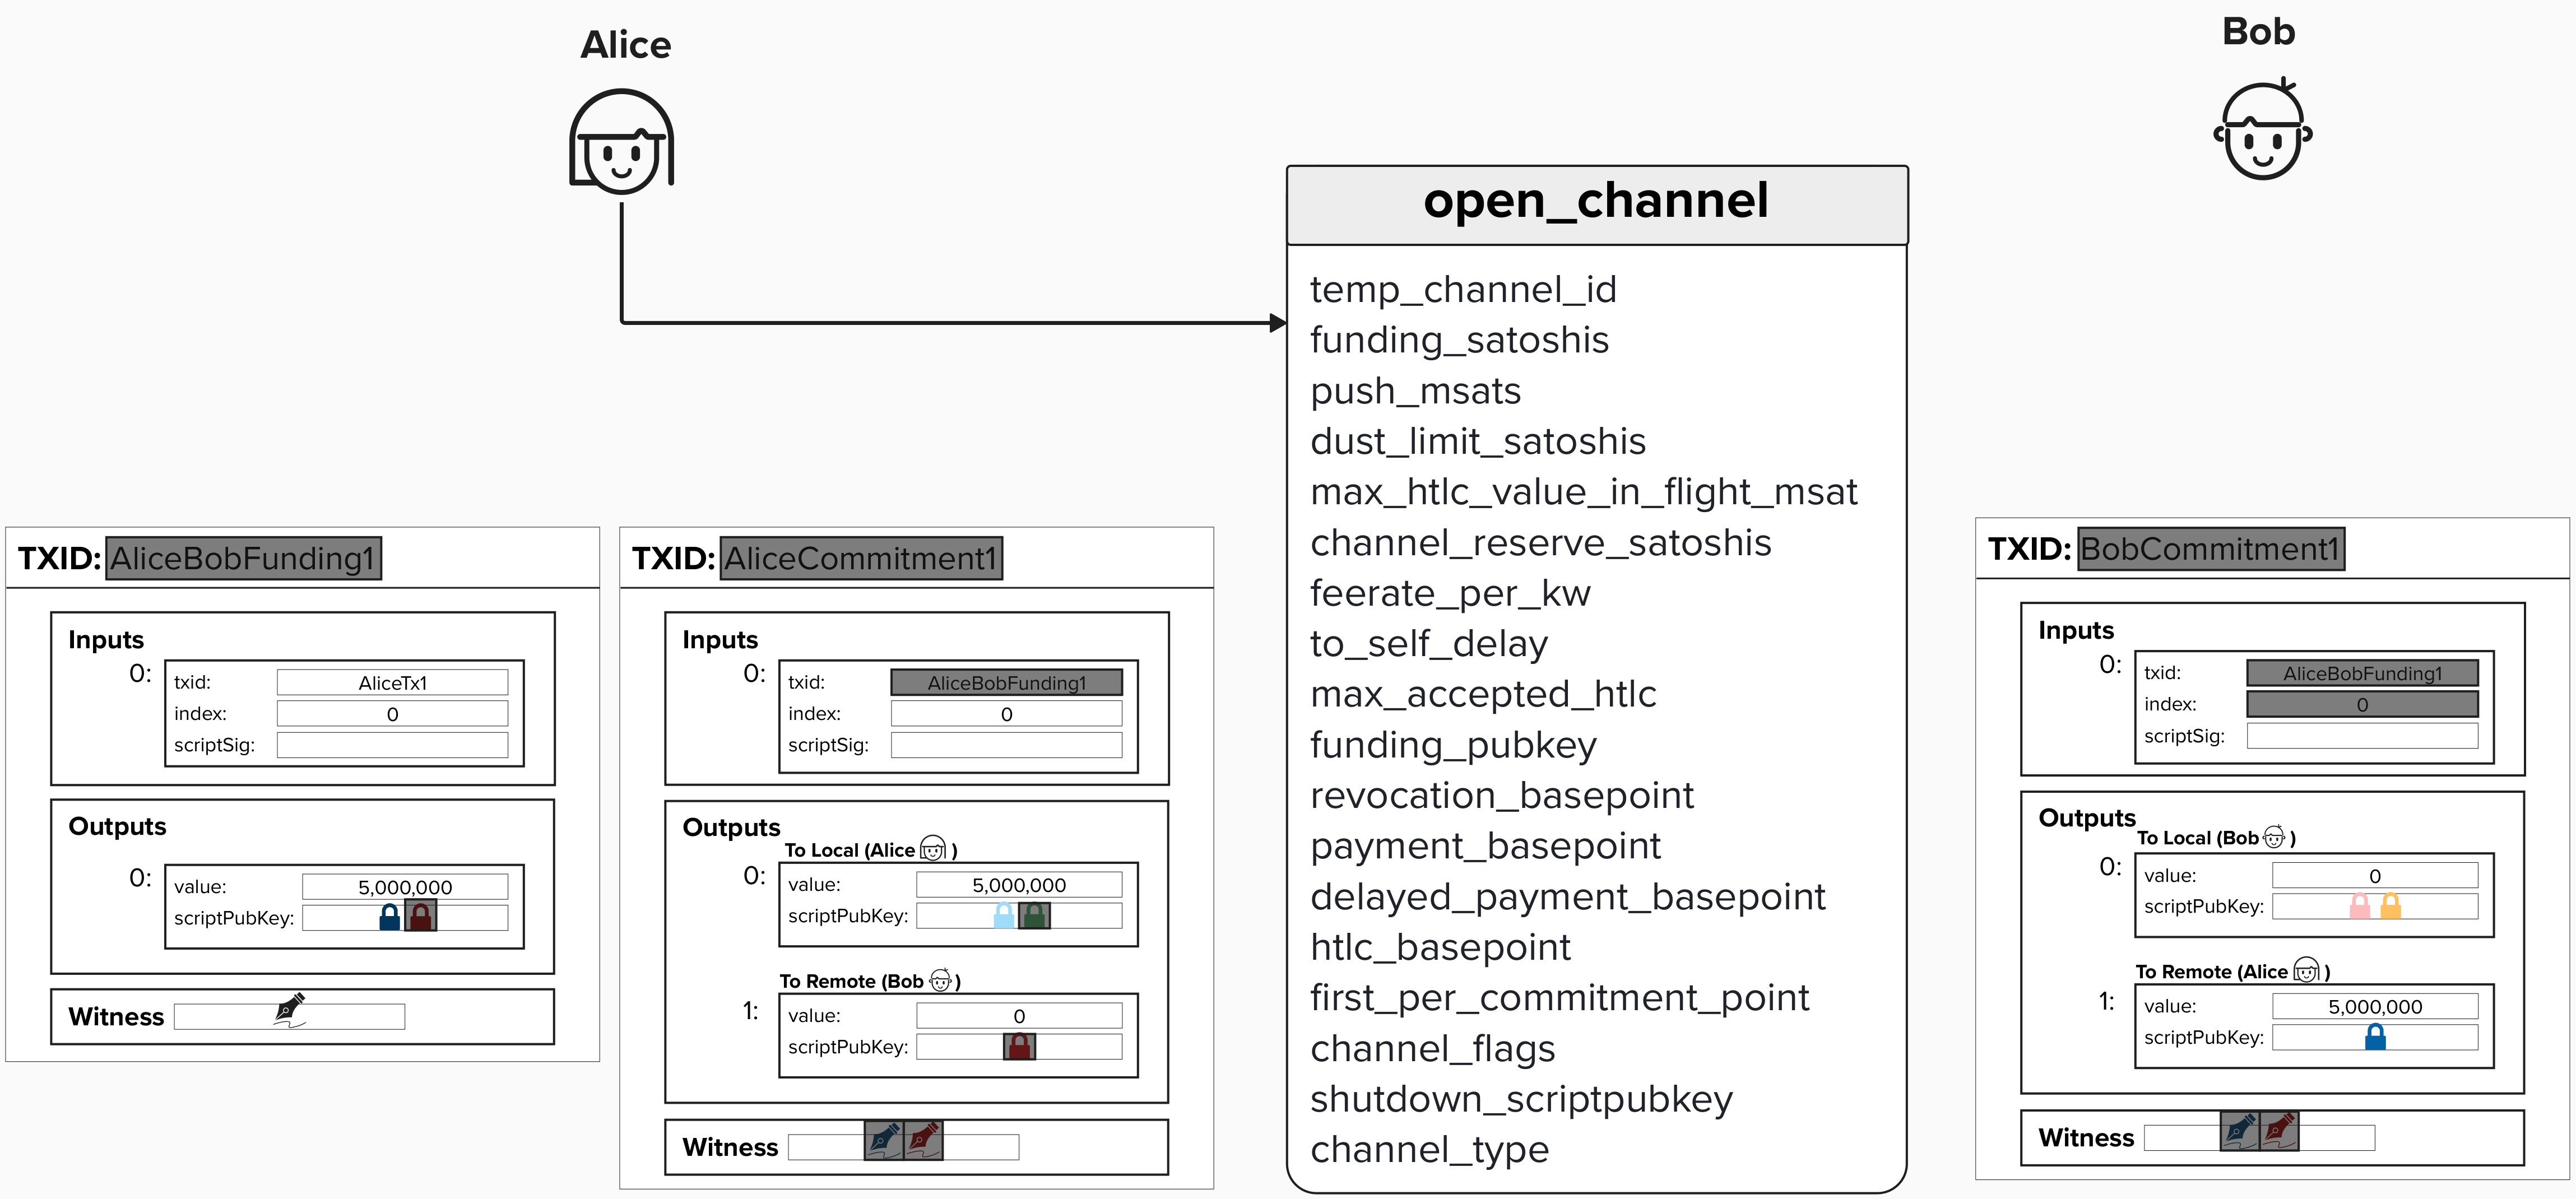 Alice
Bob
open_channel
temp_channel_id
funding_satoshis
push_msats
dust_limit_satoshis
max_htlc_value_in_flight_msat
channel_reserve_satoshis
feerate_per_kw
to_self_delay
max_accepted_htlc
funding_pubkey
revocation_basepoint
payment_basepoint
delayed_payment_basepoint
htlc_basepoint
first_per_commitment_point
channel_flags
shutdown_scriptpubkey
channel_type
TXID: AliceBobFunding1
Inputs
0:
txid: AliceTx1
index: 0
scriptSig:
Outputs
0:
value: 5,000,000
scriptPubKey:
Witness
TXID: AliceCommitment1
Inputs
0:
txid: AliceBobFunding1
index: 0
scriptSig:
Outputs
To Local (Alice )
0:
value: 5,000,000
scriptPubKey:
To Remote (Bob )
1:
value: 0
scriptPubKey:
Witness
TXID: BobCommitment1
Inputs
0:
txid: AliceBobFunding1
index: 0
scriptSig:
Outputs
To Local (Bob )
0:
value: 0
scriptPubKey:
To Remote (Alice )
1:
value: 5,000,000
scriptPubKey:
Witness